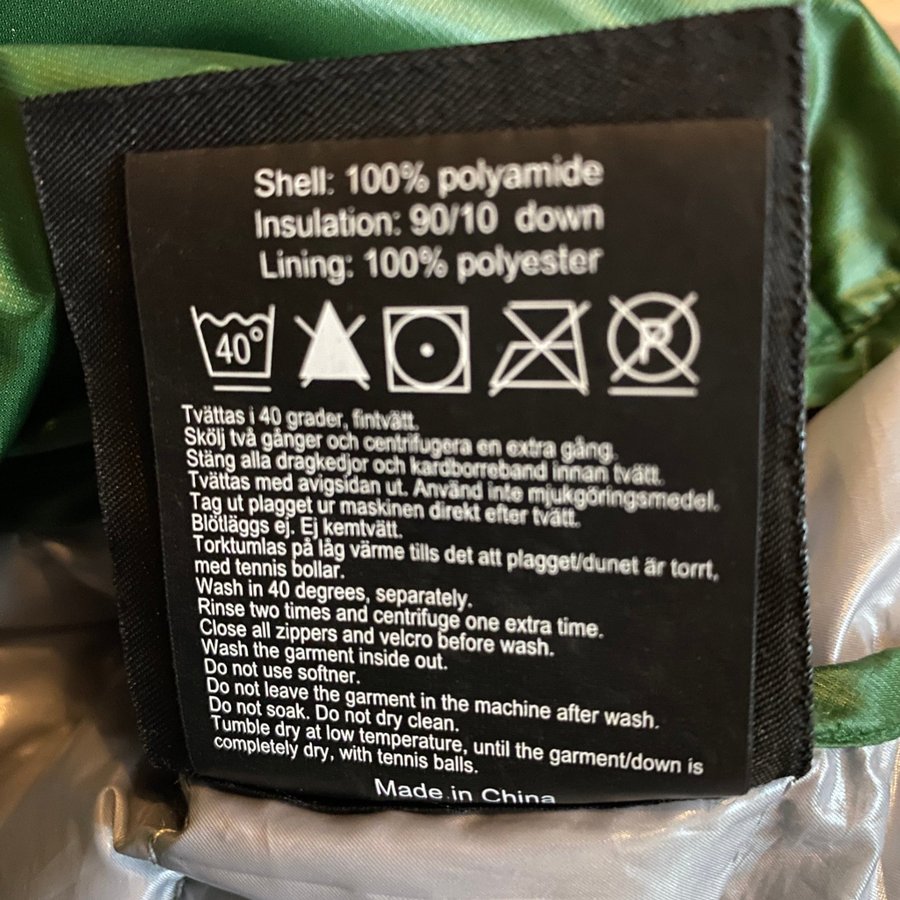 Shell: 100% polyamide
Insulation: 90/10 down
Lining: 100% polyester
40°
P
Tvättas i 40 grader, fintvätt.
Skölj två gånger och centrifugera en extra gång.
Stäng alla dragkedjor och kardborreband innan tvätt.
Tvättas med avigsidan ut. Använd inte mjukgöringsmedel.
Tag ut plagget ur maskinen direkt efter tvätt.
Blötläggs ej. Ej kemtvätt.
Torktumlas på låg värme tills det att plagget/dunet är torrt,
med tennis bollar.
Wash in 40 degrees, separately.
Rinse two times and centrifuge one extra time.
Close all zippers and velcro before wash.
Wash the garment inside out.
Do not use softner.
Do not leave the garment in the machine after wash.
Do not soak. Do not dry clean.
Tumble dry at low temperature, until the garment/down is
completely dry, with tennis balls.
Made in China